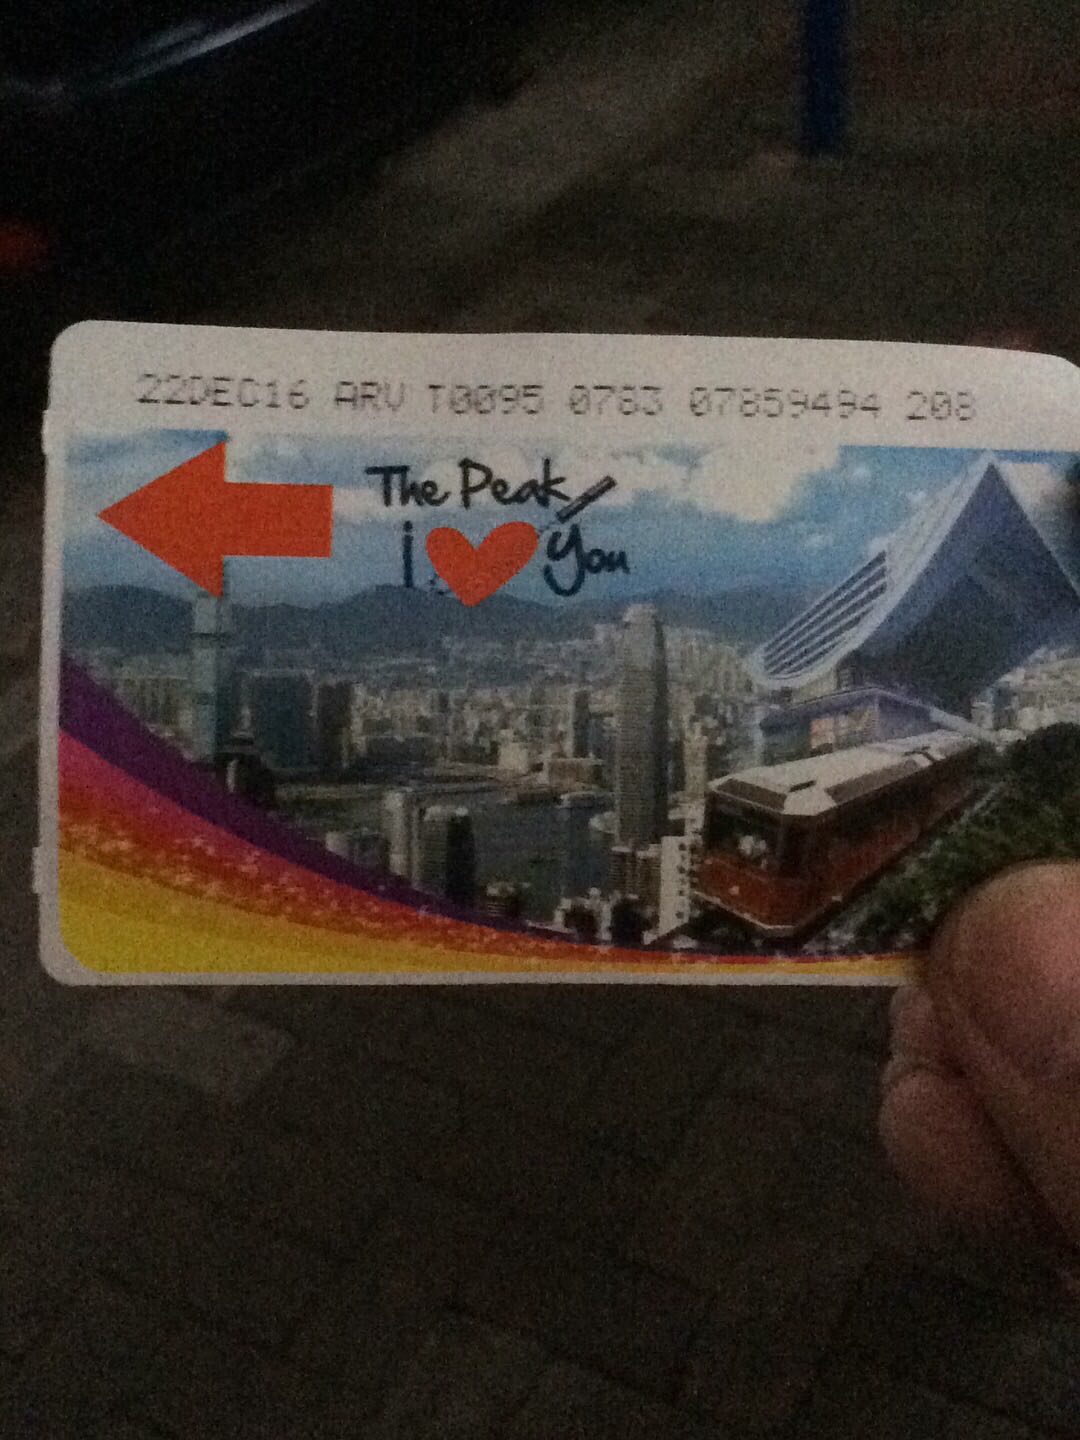 22DEC16 ARV T0095 0783 07859494 208
The Peak,
i ♥ you